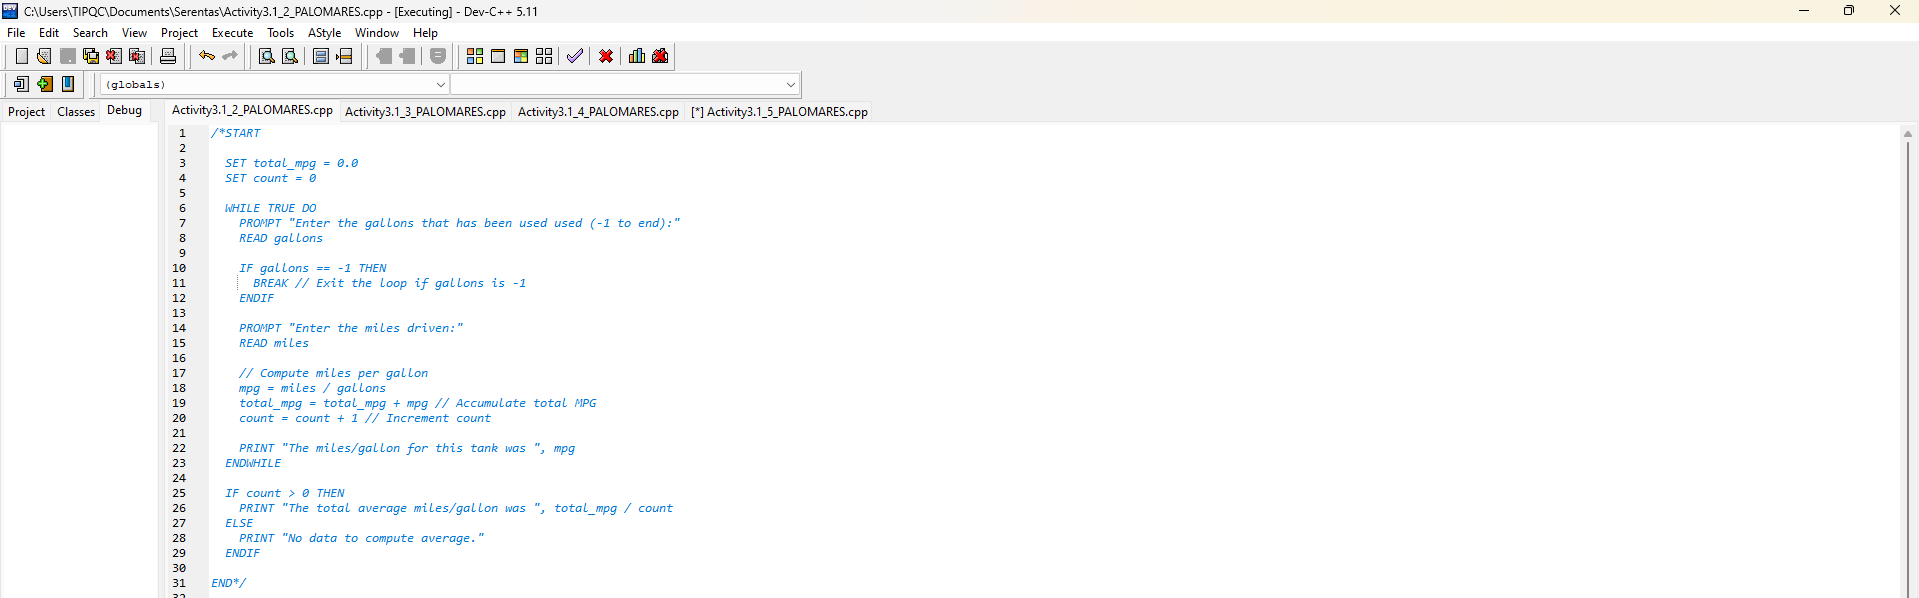 C:\Users\TIPQC\Documents\Serentas\Activity3.1_2_PALOMARES.cpp - [Executing] - Dev-C++ 5.11
File Edit Search View Project Execute Tools AStyle Window Help
(globals)
Project Classes Debug
Activity3.1_2_PALOMARES.cpp Activity3.1_3_PALOMARES.cpp Activity3.1_4_PALOMARES.cpp [*] Activity3.1_5_PALOMARES.cpp
1 /*START
2
3 SET total_mpg = 0.0
4 SET count = 0
5
6 WHILE TRUE DO
7 PROMPT "Enter the gallons that has been used used (-1 to end):"
8 READ gallons
9
10 IF gallons == -1 THEN
11 BREAK // Exit the loop if gallons is -1
12 ENDIF
13
14 PROMPT "Enter the miles driven:"
15 READ miles
16
17 // Compute miles per gallon
18 mpg = miles / gallons
19 total_mpg = total_mpg + mpg // Accumulate total MPG
20 count = count + 1 // Increment count
21
22 PRINT "The miles/gallon for this tank was ", mpg
23 ENDWHILE
24
25 IF count > 0 THEN
26 PRINT "The total average miles/gallon was ", total_mpg / count
27 ELSE
28 PRINT "No data to compute average."
29 ENDIF
30
31 END*/
32